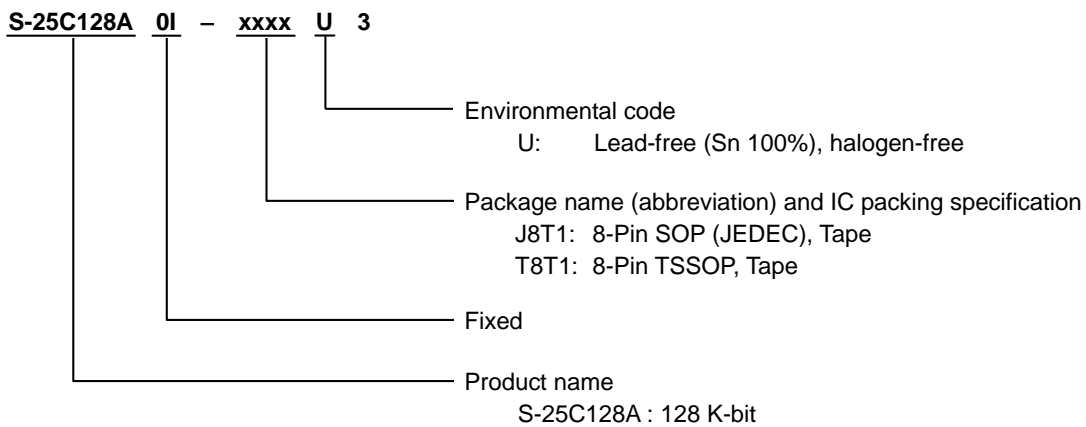 S-25C128A 0I – xxxx U 3
Environmental code
U: Lead-free (Sn 100%), halogen-free
Package name (abbreviation) and IC packing specification
J8T1: 8-Pin SOP (JEDEC), Tape
T8T1: 8-Pin TSSOP, Tape
Fixed
Product name
S-25C128A : 128 K-bit